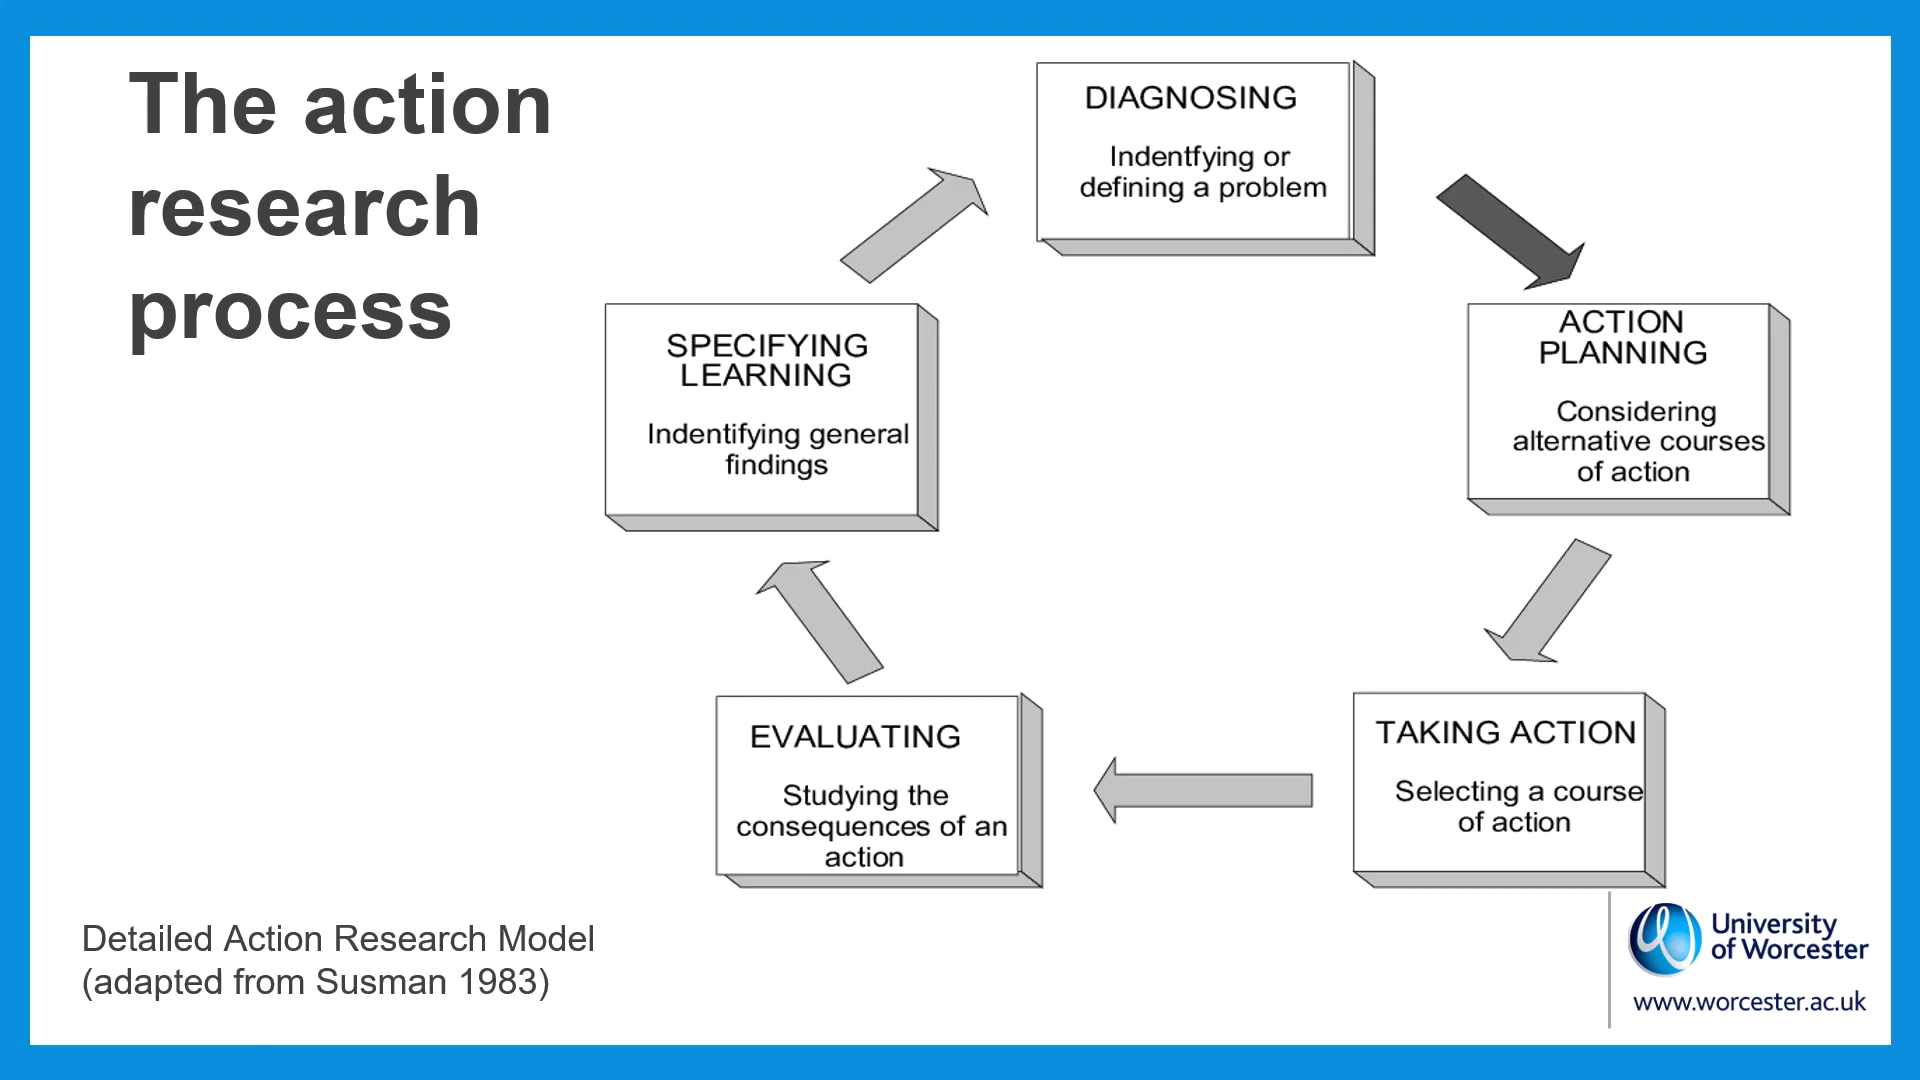 The action
research
process
DIAGNOSING
Indentfying or
defining a problem
ACTION
PLANNING
Considering
alternative courses
of action
TAKING ACTION
Selecting a course
of action
EVALUATING
Studying the
consequences of an
action
SPECIFYING
LEARNING
Indentifying general
findings
Detailed Action Research Model
(adapted from Susman 1983)
University
of Worcester
www.worcester.ac.uk